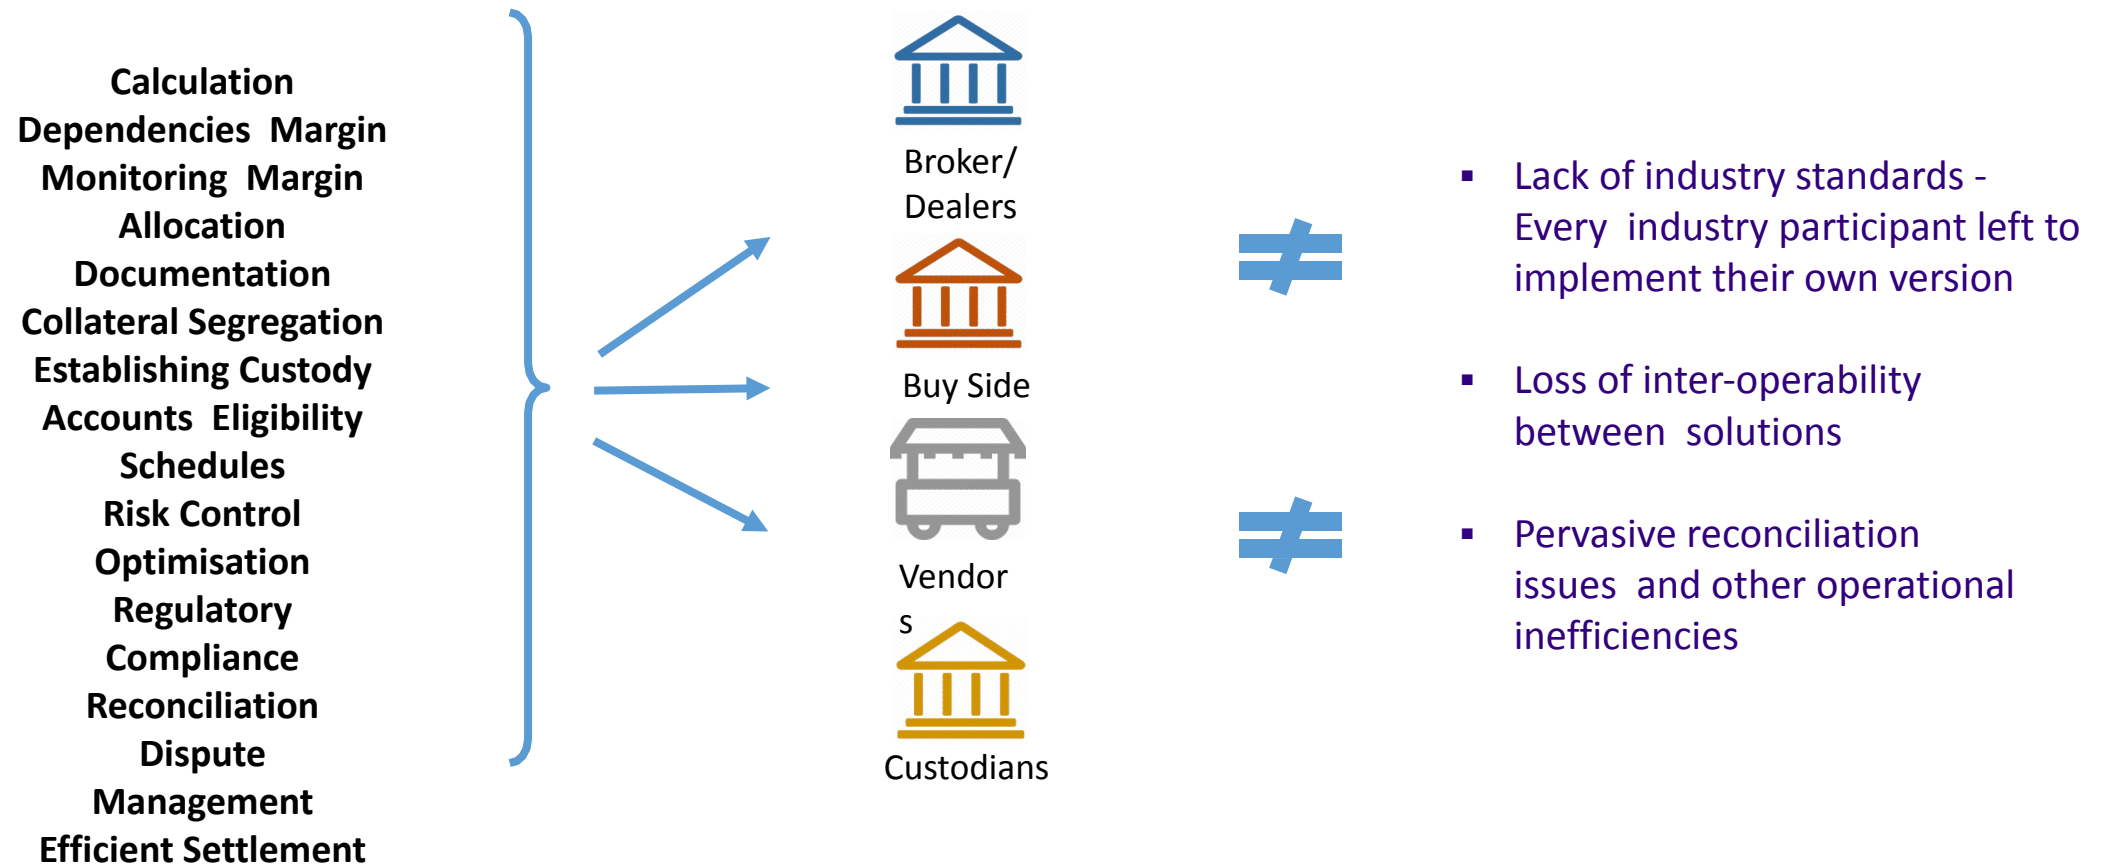 Calculation
Dependencies Margin
Monitoring Margin
Allocation
Documentation
Collateral Segregation
Establishing Custody
Accounts Eligibility
Schedules
Risk Control
Optimisation
Regulatory
Compliance
Reconciliation
Dispute
Management
Efficient Settlement
Broker/
Dealers
Buy Side
Vendor
s
Custodians
▪ Lack of industry standards -
Every industry participant left to
implement their own version
▪ Loss of inter-operability
between solutions
▪ Pervasive reconciliation
issues and other operational
inefficiencies